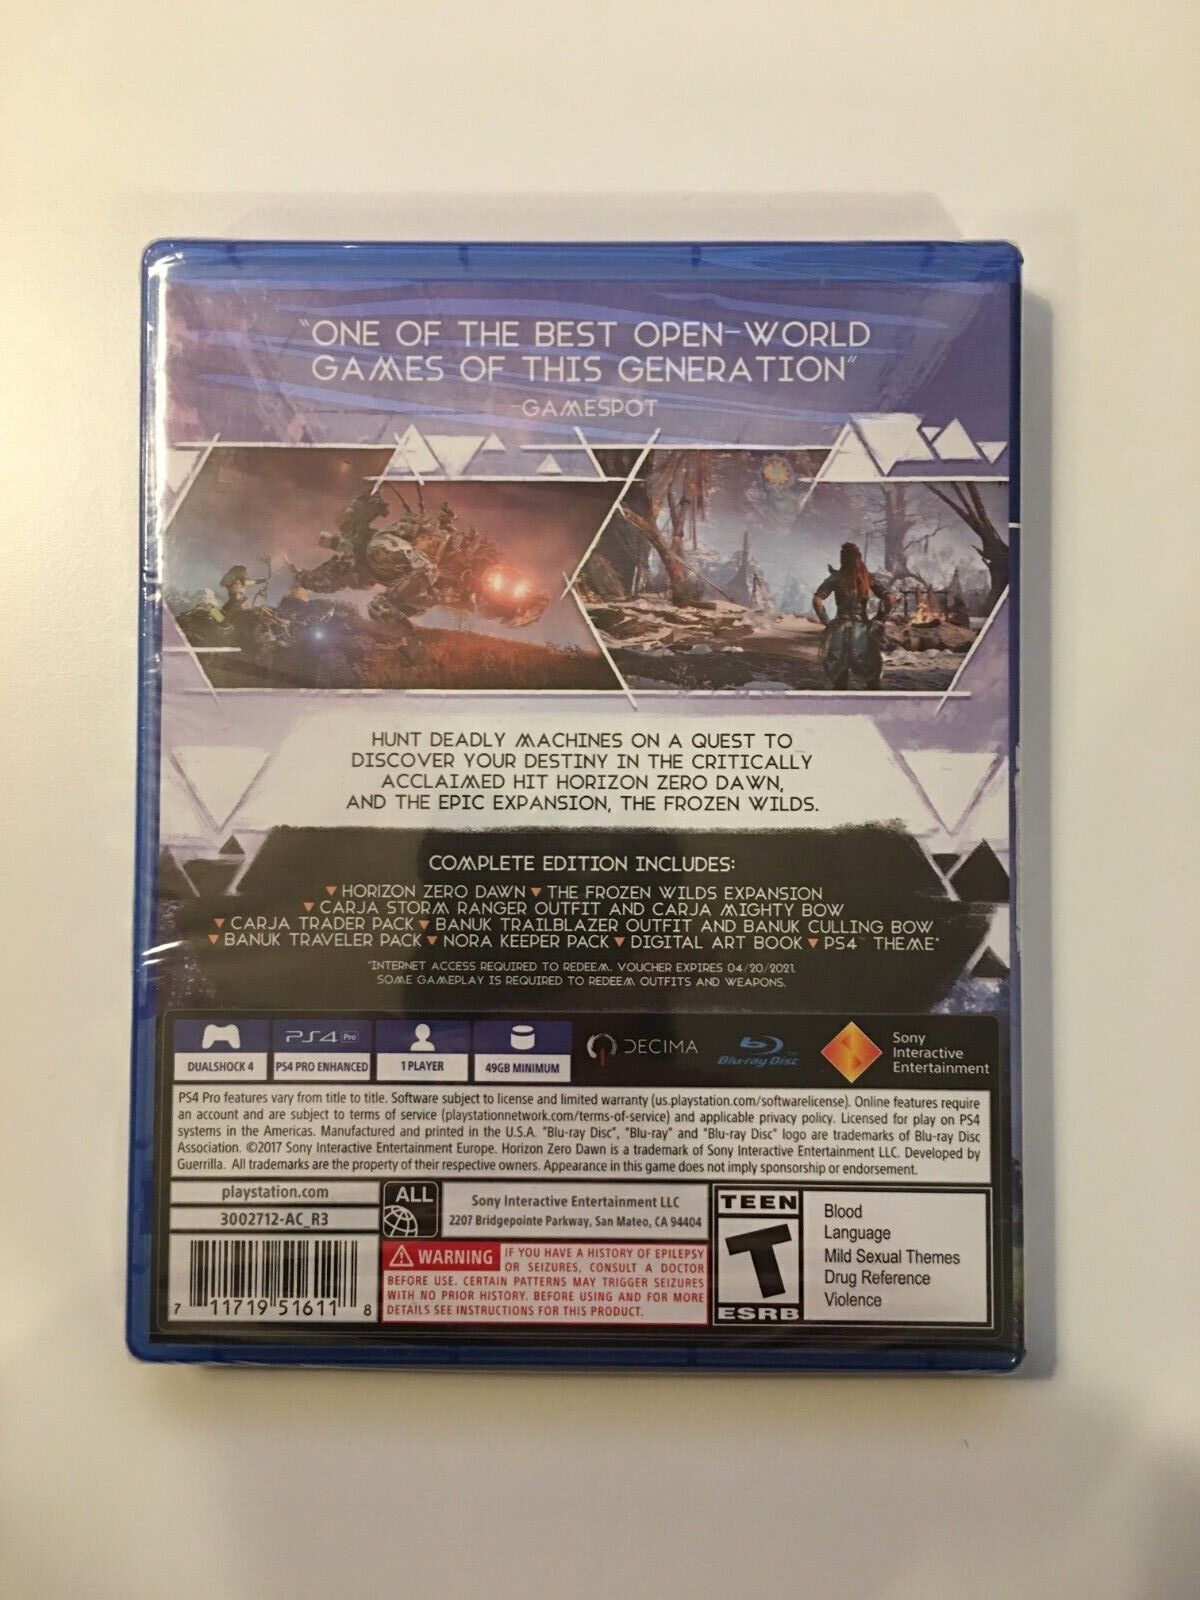 "ONE OF THE BEST OPEN-WORLD
GAMES OF THIS GENERATION"
-GAMESPOT
HUNT DEADLY MACHINES ON A QUEST TO
DISCOVER YOUR DESTINY IN THE CRITICALLY
ACCLAIMED HIT HORIZON ZERO DAWN,
AND THE EPIC EXPANSION, THE FROZEN WILDS.
COMPLETE EDITION INCLUDES:
▼ HORIZON ZERO DAWN ▼ THE FROZEN WILDS EXPANSION
▼ CARJA STORM RANGER OUTFIT AND CARJA MIGHTY BOW
▼ CARJA TRADER PACK ▼ BANUK TRAILBLAZER OUTFIT AND BANUK CULLING BOW
▼ BANUK TRAVELER PACK ▼ NORA KEEPER PACK ▼ DIGITAL ART BOOK ▼ PS4™ THEME*
*INTERNET ACCESS REQUIRED TO REDEEM. VOUCHER EXPIRES 04/20/2021.
SOME GAMEPLAY IS REQUIRED TO REDEEM OUTFITS AND WEAPONS.
PS4 Pro
DUALSHOCK 4
PS4 PRO ENHANCED
1 PLAYER
49GB MINIMUM
DECIMA
Blu-ray Disc™
Sony
Interactive
Entertainment
PS4 Pro features vary from title to title. Software subject to license and limited warranty (us.playstation.com/softwarelicense). Online features require
an account and are subject to terms of service (playstationnetwork.com/terms-of-service) and applicable privacy policy. Licensed for play on PS4
systems in the Americas. Manufactured and printed in the U.S.A. "Blu-ray Disc", "Blu-ray" and "Blu-ray Disc" logo are trademarks of Blu-ray Disc
Association. ©2017 Sony Interactive Entertainment Europe. Horizon Zero Dawn is a trademark of Sony Interactive Entertainment LLC. Developed by
Guerrilla. All trademarks are the property of their respective owners. Appearance in this game does not imply sponsorship or endorsement.
playstation.com
3002712-AC_R3
7 11719 51611 8
ALL
Sony Interactive Entertainment LLC
2207 Bridgepointe Parkway, San Mateo, CA 94404
WARNING IF YOU HAVE A HISTORY OF EPILEPSY
OR SEIZURES, CONSULT A DOCTOR
BEFORE USE. CERTAIN PATTERNS MAY TRIGGER SEIZURES
WITH NO PRIOR HISTORY. BEFORE USING AND FOR MORE
DETAILS SEE INSTRUCTIONS FOR THIS PRODUCT.
TEEN
T
ESRB
Blood
Language
Mild Sexual Themes
Drug Reference
Violence